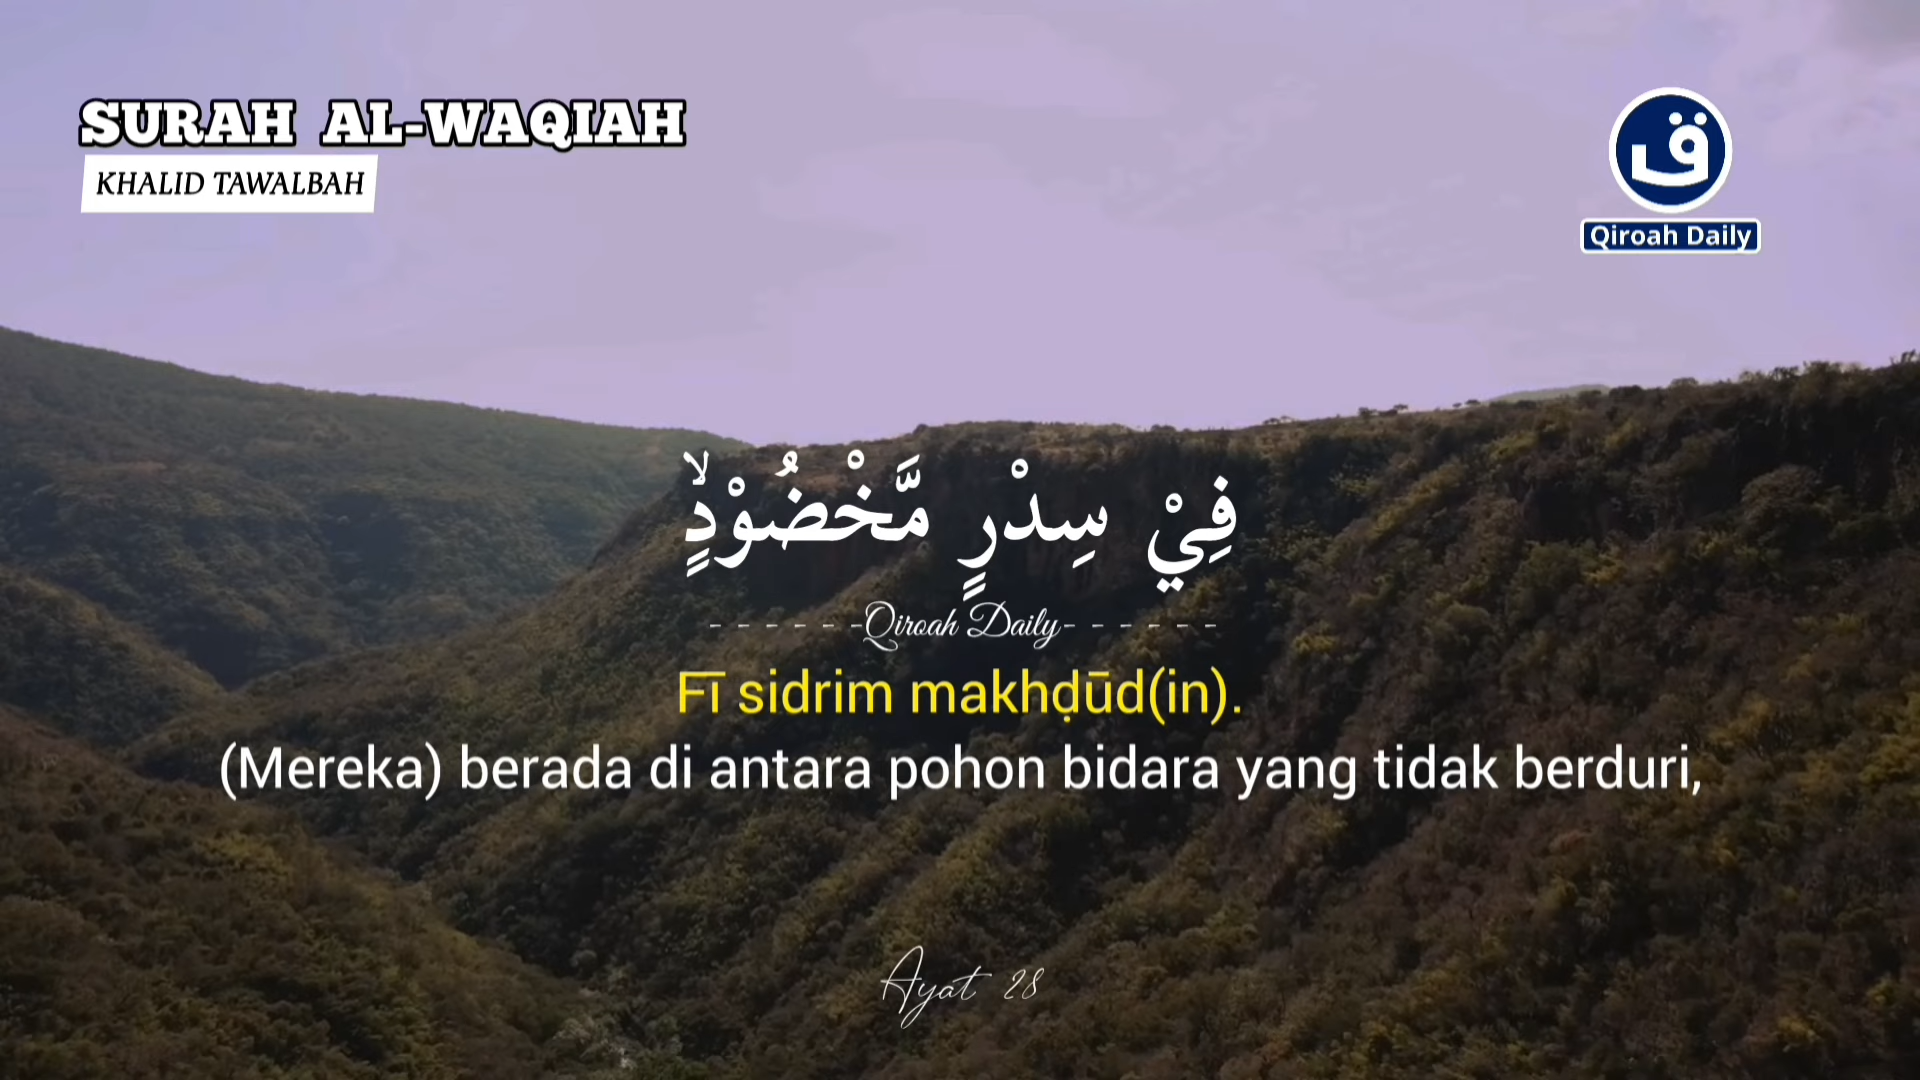 SURAH AL-WAQIAH
KHALID TAWALBAH
ق
Qiroah Daily
فِيْ سِدْرٍ مَّخْضُوْدٍۙ
- - - - - -Qiroah Daily- - - - - -
Fī sidrim makhḍūd(in).
(Mereka) berada di antara pohon bidara yang tidak berduri,
Ayat 28